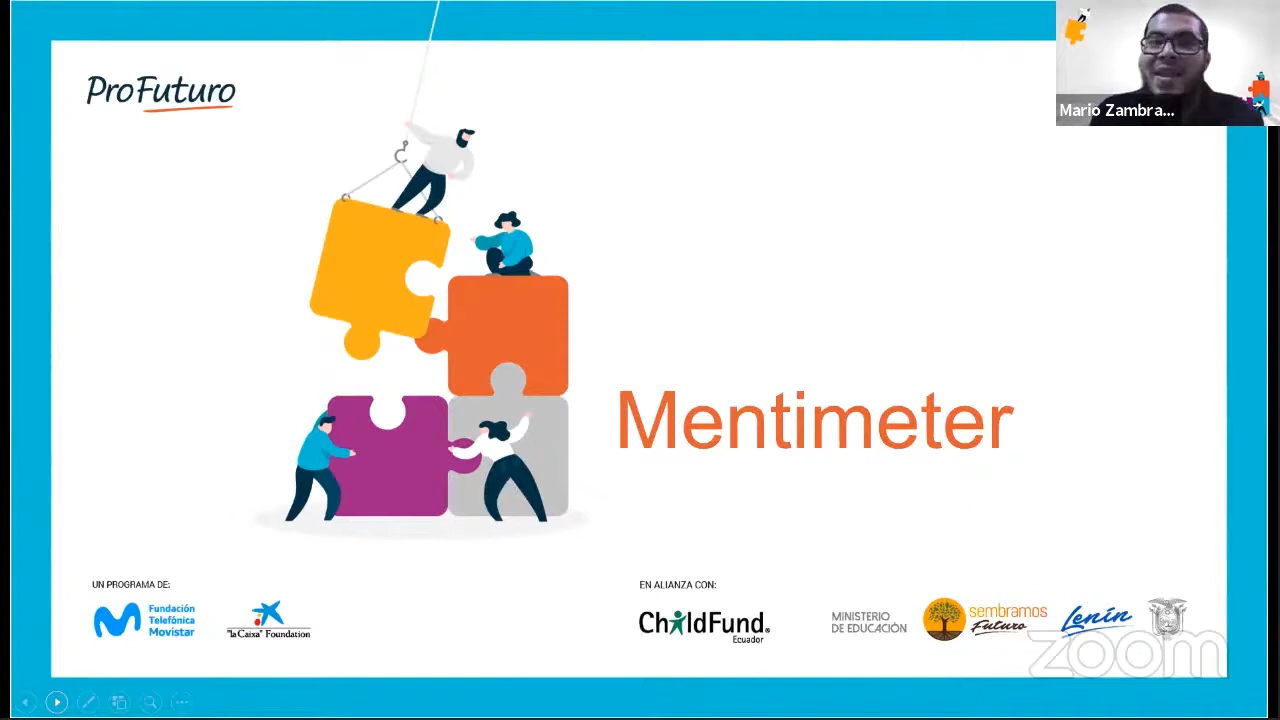 ProFuturo
Mario Zambra...
Mentimeter
UN PROGRAMA DE:
Fundación
Telefónica
Movistar
"la Caixa" Foundation
EN ALIANZA CON:
ChildFund®
Ecuador
MINISTERIO
DE EDUCACIÓN
sembramos
Futuro
Lenín
zoom